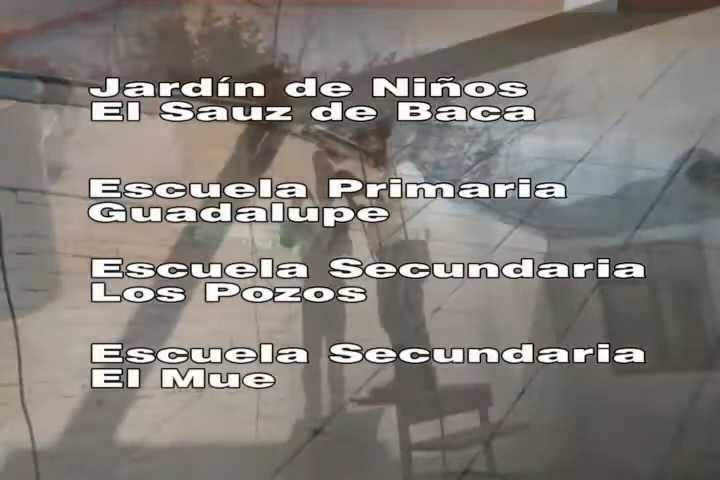 Jardín de Niños
El Sauz de Baca
Escuela Primaria
Guadalupe
Escuela Secundaria
Los Pozos
Escuela Secundaria
El Mue